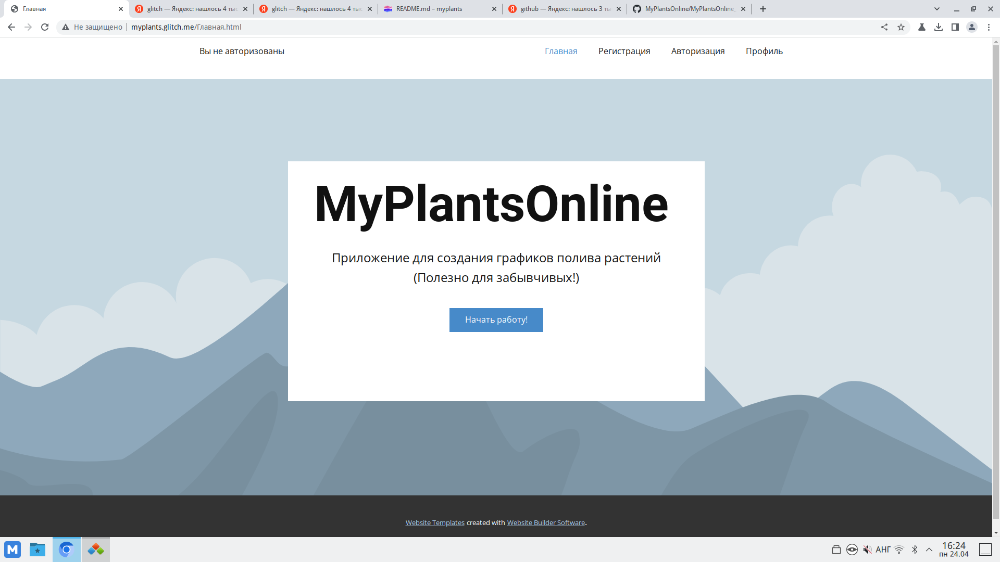 Главная
glitch — Яндекс: нашлось 4 тыс
glitch — Яндекс: нашлось 4 тыс
README.md – myplants
github — Яндекс: нашлось 3 ты
MyPlantsOnline/MyPlantsOnline_
Не защищено
myplants.glitch.me/Главная.html
Вы не авторизованы
Главная
Регистрация
Авторизация
Профиль
MyPlantsOnline
Приложение для создания графиков полива растений
(Полезно для забывчивых!)
Начать работу!
Website Templates created with Website Builder Software.
АНГ
16:24
пн 24.04